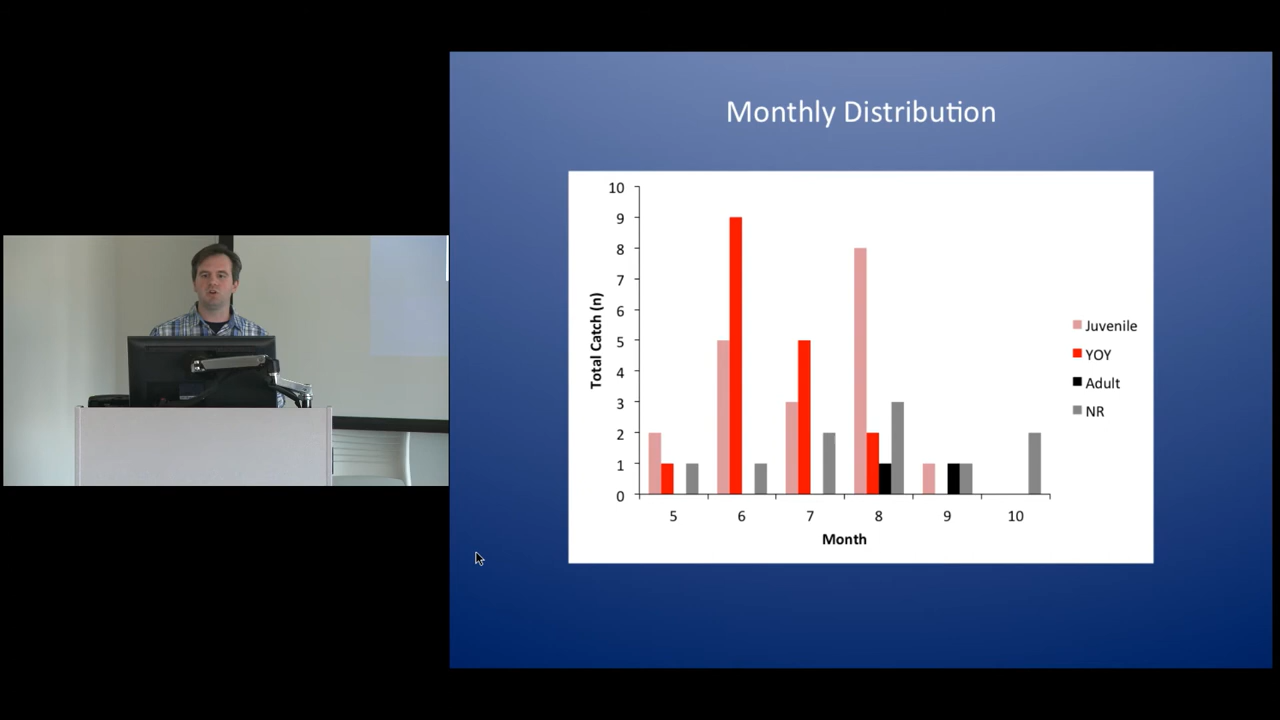 Monthly Distribution
10
9
8
7
6
5
4
3
2
1
0
Total Catch (n)
5 6 7 8 9 10
Month
Juvenile
YOY
Adult
NR